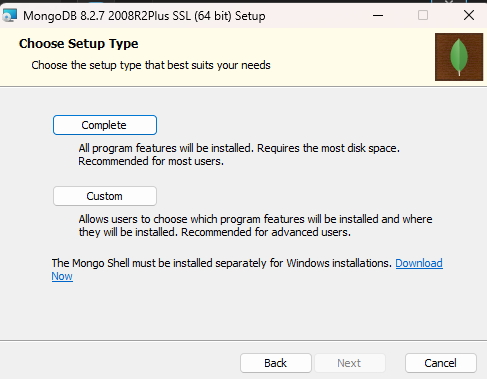 MongoDB 8.2.7 2008R2Plus SSL (64 bit) Setup
Choose Setup Type
Choose the setup type that best suits your needs
Complete
All program features will be installed. Requires the most disk space.
Recommended for most users.
Custom
Allows users to choose which program features will be installed and where
they will be installed. Recommended for advanced users.
The Mongo Shell must be installed separately for Windows installations. Download
Now
Back Next Cancel